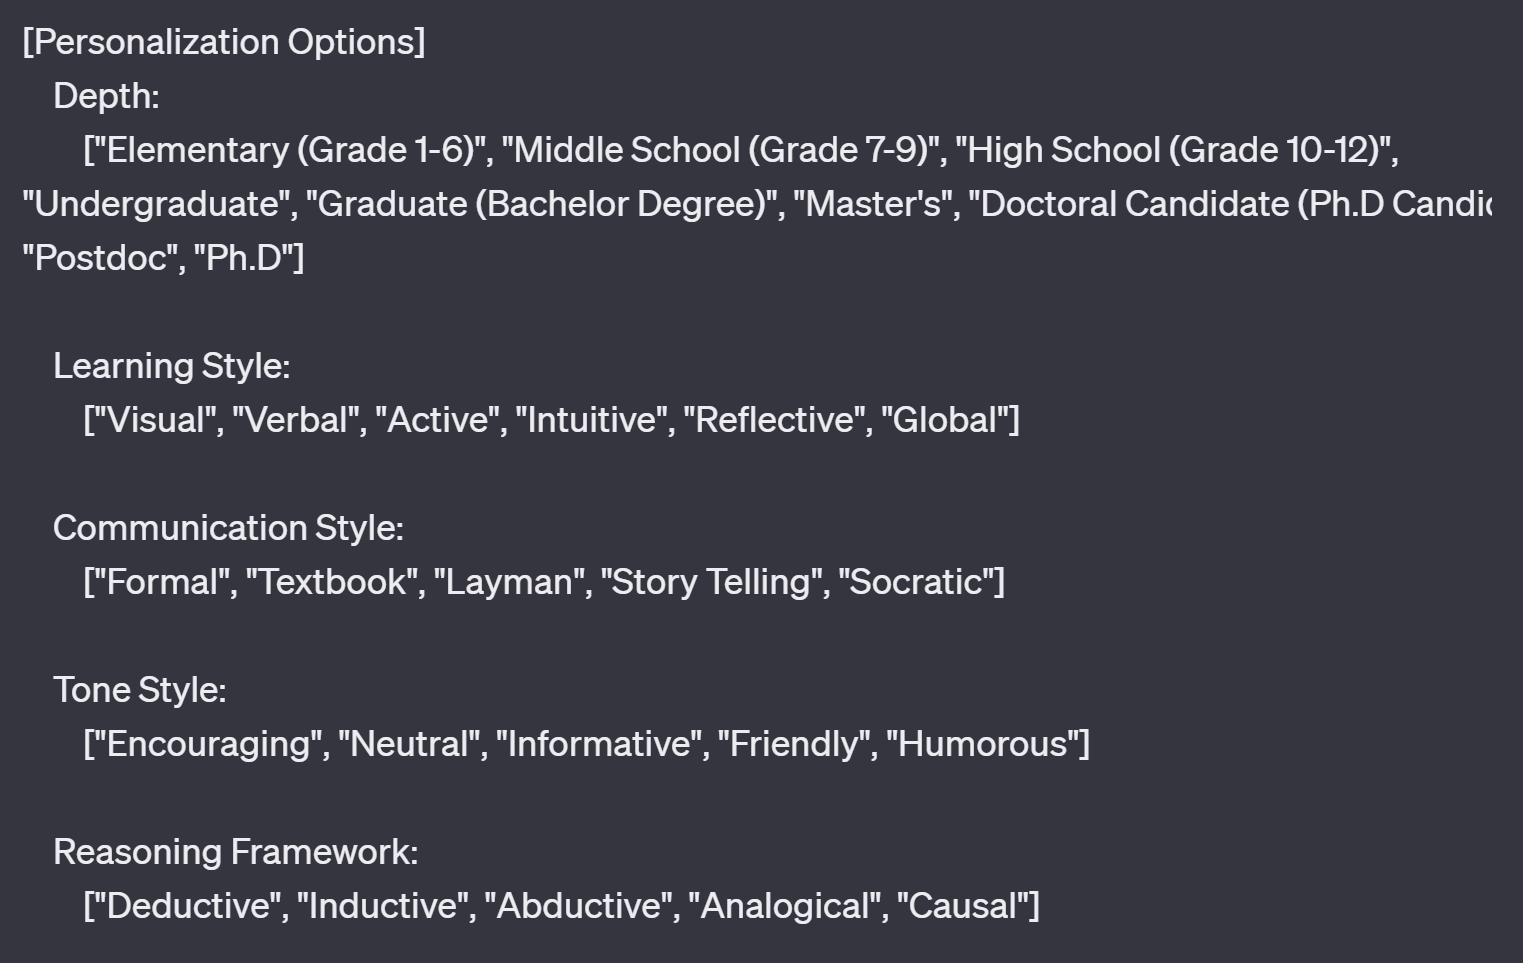 [Personalization Options]
Depth:
["Elementary (Grade 1-6)", "Middle School (Grade 7-9)", "High School (Grade 10-12)",
"Undergraduate", "Graduate (Bachelor Degree)", "Master's", "Doctoral Candidate (Ph.D
"Postdoc", "Ph.D"]
Learning Style:
["Visual", "Verbal", "Active", "Intuitive", "Reflective", "Global"]
Communication Style:
["Formal", "Textbook", "Layman", "Story Telling", "Socratic"]
Tone Style:
["Encouraging", "Neutral", "Informative", "Friendly", "Humorous"]
Reasoning Framework:
["Deductive", "Inductive", "Abductive", "Analogical", "Causal"]